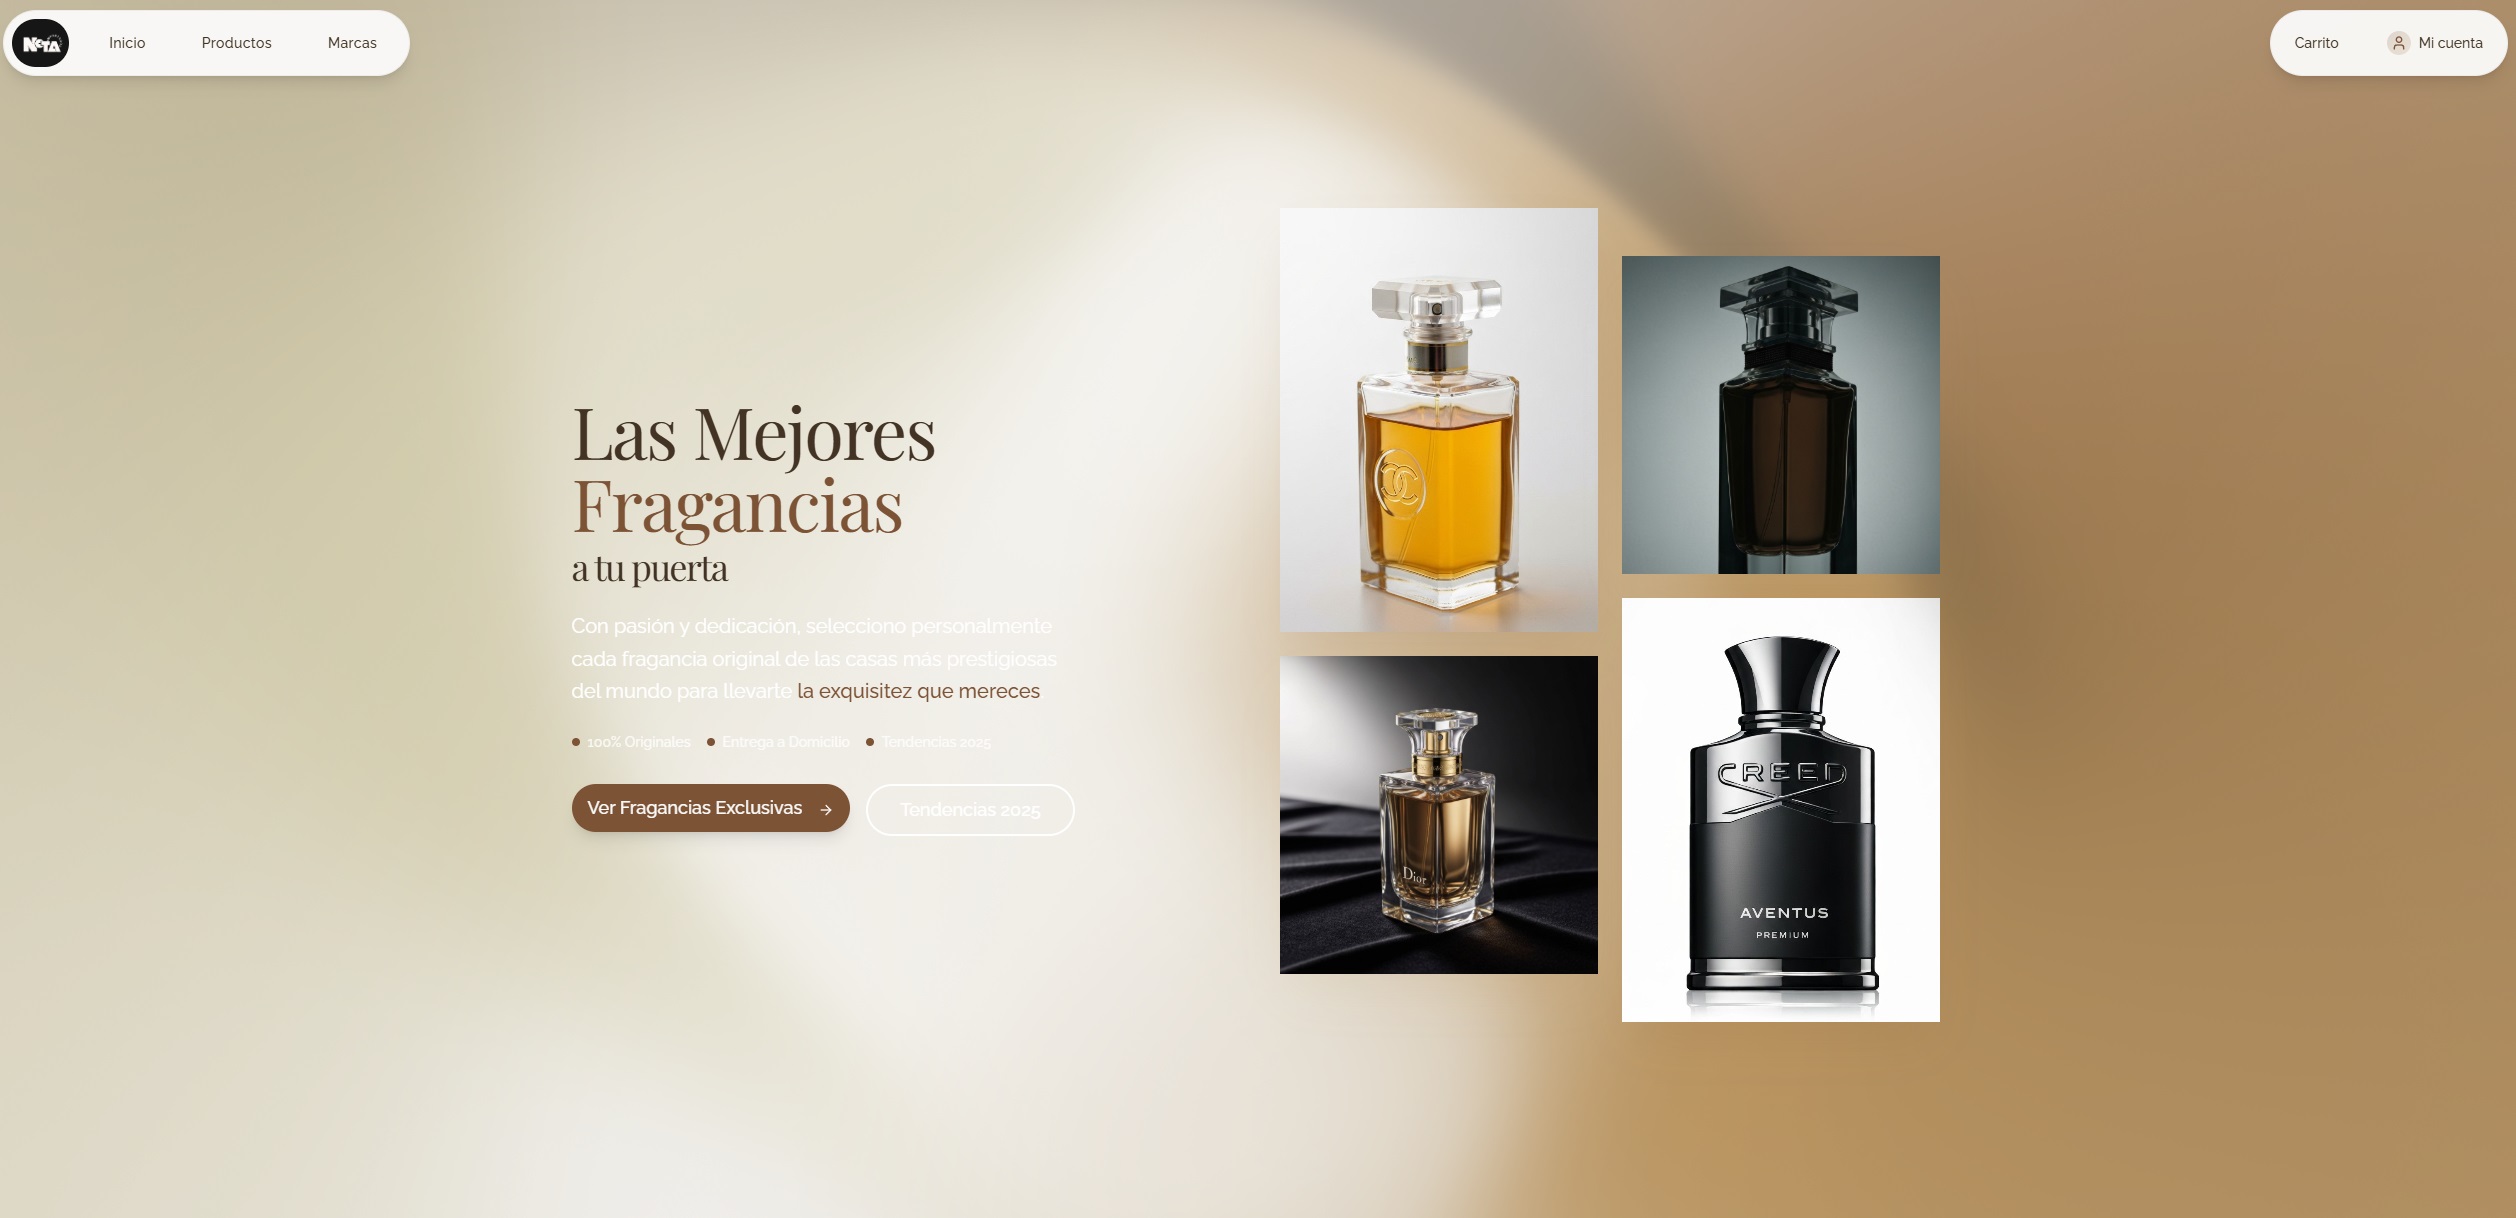 NOTA
Inicio
Productos
Marcas
Carrito
Mi cuenta
Las Mejores
Fragancias
a tu puerta
Con pasión y dedicación, selecciono personalmente
cada fragancia original de las casas más prestigiosas
del mundo para llevarte la exquisitez que mereces
100% Originales
Entrega a Domicilio
Tendencias 2025
Ver Fragancias Exclusivas →
Tendencias 2025
Dior
CREED
AVENTUS
PREMIUM